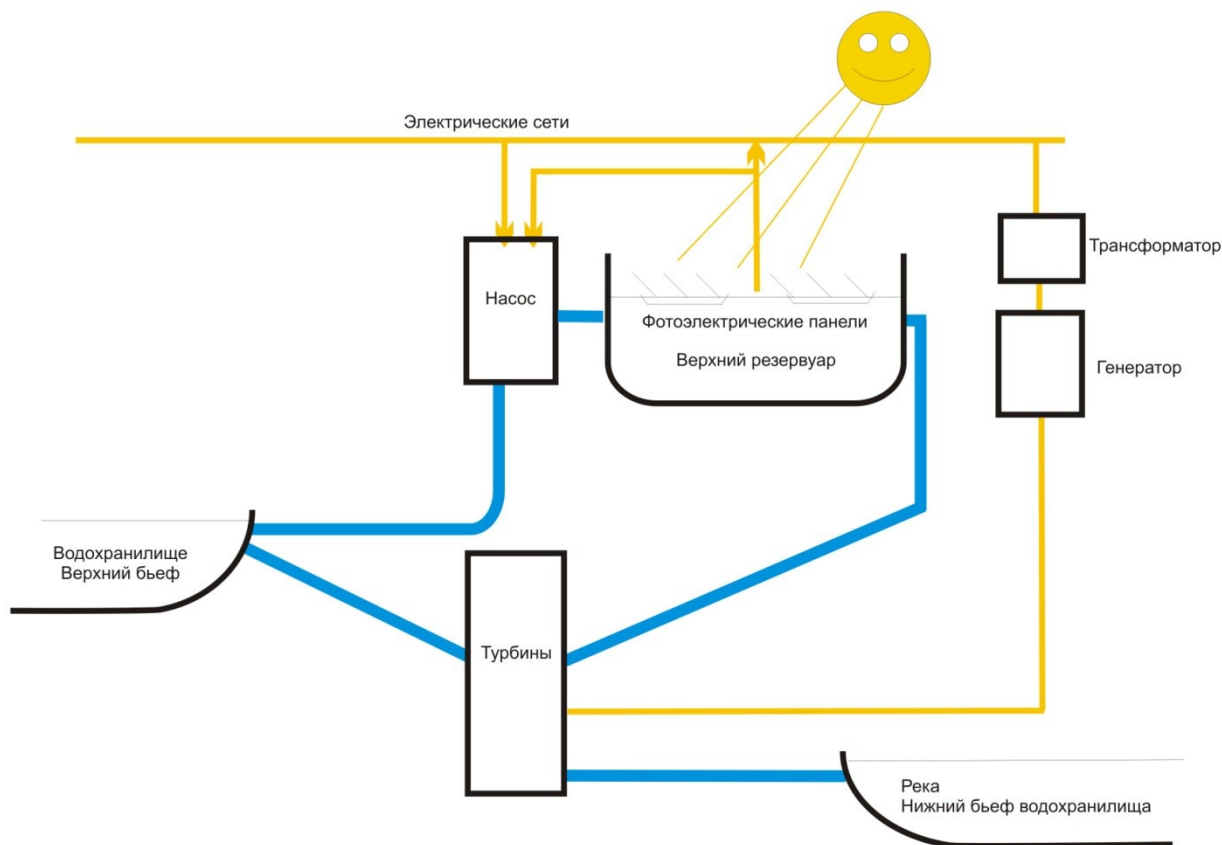 Электрические сети
Трансформатор
Насос
Фотоэлектрические панели
Верхний резервуар
Генератор
Водохранилище
Верхний бьеф
Турбины
Река
Нижний бьеф водохранилища